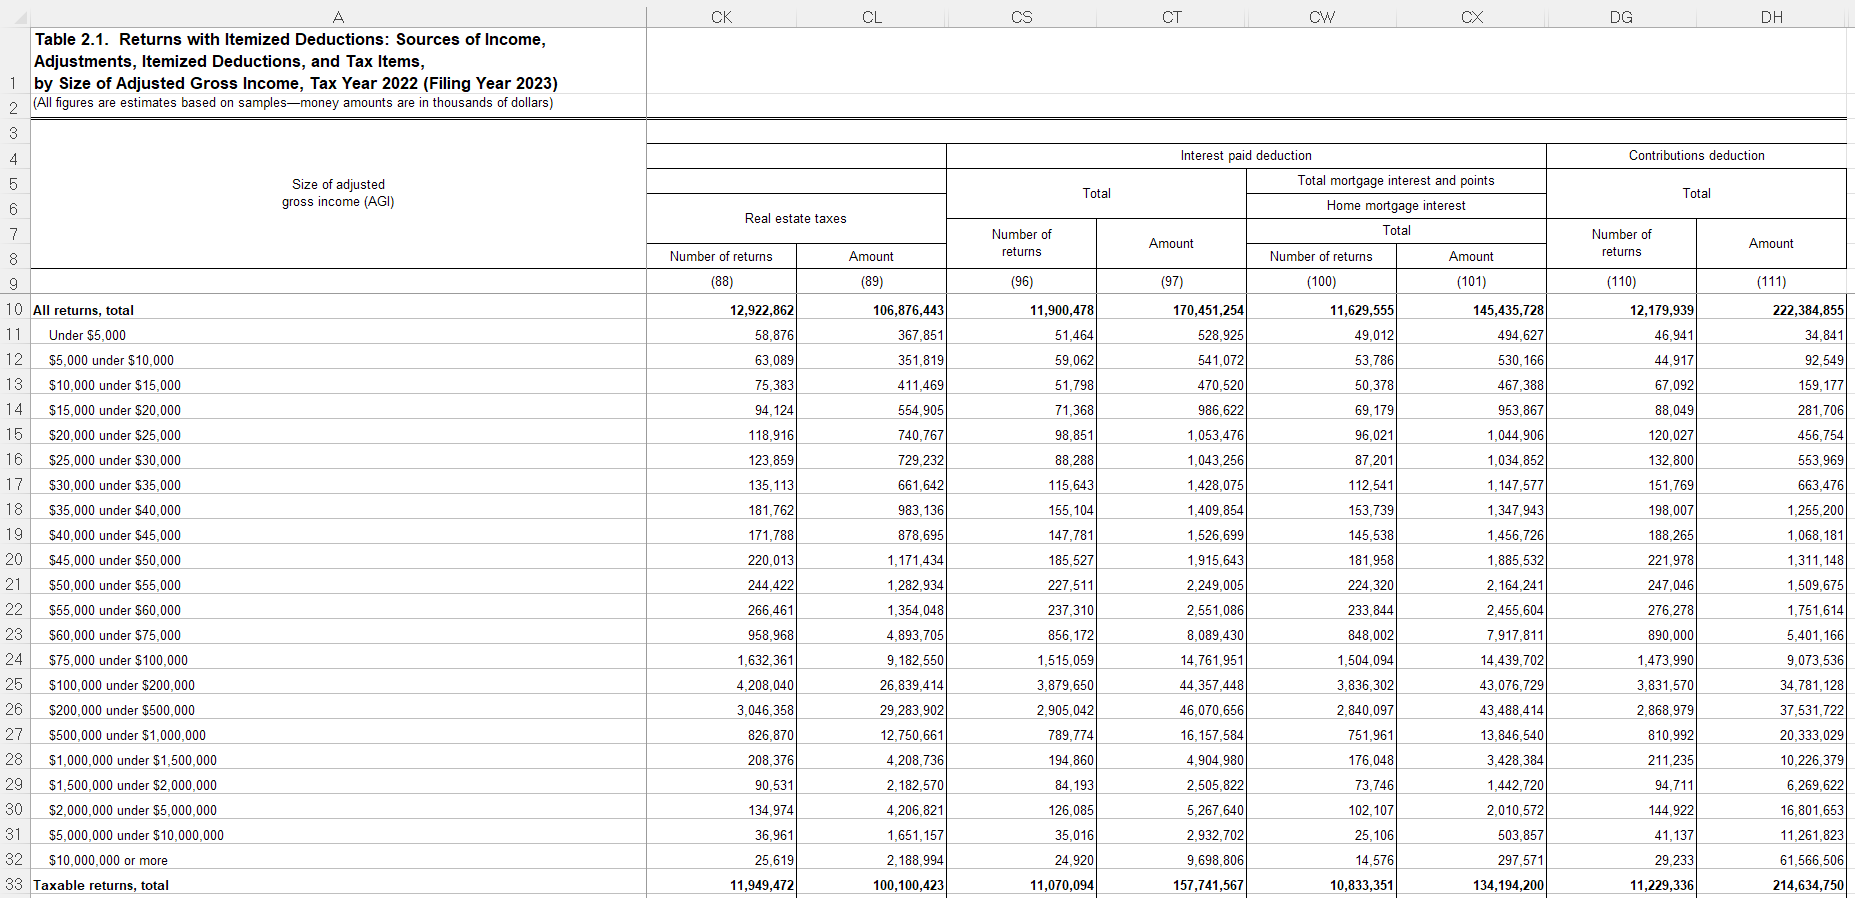 A CK CL CS CT CW CX DG DH
Table 2.1.  Returns with Itemized Deductions: Sources of Income,
Adjustments, Itemized Deductions, and Tax Items,
1 by Size of Adjusted Gross Income, Tax Year 2022 (Filing Year 2023)
2 (All figures are estimates based on samples—money amounts are in thousands of dollars)
3
4 Interest paid deduction Contributions deduction
5 Size of adjusted Total mortgage interest and points
gross income (AGI) Total Total
6 Home mortgage interest
Real estate taxes
7 Number of returns Amount Total Number of returns Amount
8 Number of returns Amount Number of returns Amount
9 (88) (89) (96) (97) (100) (101) (110) (111)
10 All returns, total 12,922,862 106,876,443 11,900,478 170,451,254 11,629,555 145,435,728 12,179,939 222,384,855
11 Under $5,000 58,876 367,851 51,464 528,925 49,012 494,627 46,941 34,841
12 $5,000 under $10,000 63,089 351,819 59,062 541,072 53,786 530,166 44,917 92,549
13 $10,000 under $15,000 75,383 411,469 51,798 470,520 50,378 467,388 67,092 159,177
14 $15,000 under $20,000 94,124 554,905 71,368 986,622 69,179 953,867 88,049 281,706
15 $20,000 under $25,000 118,916 740,767 98,851 1,053,476 96,021 1,044,906 120,027 456,754
16 $25,000 under $30,000 123,859 729,232 88,288 1,043,256 87,201 1,034,852 132,800 553,969
17 $30,000 under $35,000 135,113 661,642 115,643 1,428,075 112,541 1,147,577 151,769 663,476
18 $35,000 under $40,000 181,762 983,136 155,104 1,409,854 153,739 1,347,943 198,007 1,255,200
19 $40,000 under $45,000 171,788 878,695 147,781 1,526,699 145,538 1,456,726 188,265 1,068,181
20 $45,000 under $50,000 220,013 1,171,434 185,527 1,915,643 181,958 1,885,532 221,978 1,311,148
21 $50,000 under $55,000 244,422 1,282,934 227,511 2,249,005 224,320 2,164,241 247,046 1,509,675
22 $55,000 under $60,000 266,461 1,354,048 237,310 2,551,086 233,844 2,455,604 276,278 1,751,614
23 $60,000 under $75,000 958,968 4,893,705 856,172 8,089,430 848,002 7,917,811 890,000 5,401,166
24 $75,000 under $100,000 1,632,361 9,182,550 1,515,059 14,761,951 1,504,094 14,439,702 1,473,990 9,073,536
25 $100,000 under $200,000 4,208,040 26,839,414 3,879,650 44,357,448 3,836,302 43,076,729 3,831,570 34,781,128
26 $200,000 under $500,000 3,046,358 29,283,902 2,905,042 46,070,656 2,840,097 43,488,414 2,868,979 37,531,722
27 $500,000 under $1,000,000 826,870 12,750,661 789,774 16,157,584 751,961 13,846,540 810,992 20,333,029
28 $1,000,000 under $1,500,000 208,376 4,208,736 194,860 4,904,980 176,048 3,428,384 211,235 10,226,379
29 $1,500,000 under $2,000,000 90,531 2,182,570 84,193 2,505,822 73,746 1,442,720 94,711 6,269,622
30 $2,000,000 under $5,000,000 134,974 4,206,821 126,085 5,267,640 102,107 2,010,572 144,922 16,801,653
31 $5,000,000 under $10,000,000 36,961 1,651,157 35,016 2,932,702 25,106 503,857 41,137 11,261,823
32 $10,000,000 or more 25,619 2,188,994 24,920 9,698,806 14,576 297,571 29,233 61,566,506
33 Taxable returns, total 11,949,472 100,100,423 11,070,094 157,741,567 10,833,351 134,194,200 11,229,336 214,634,750